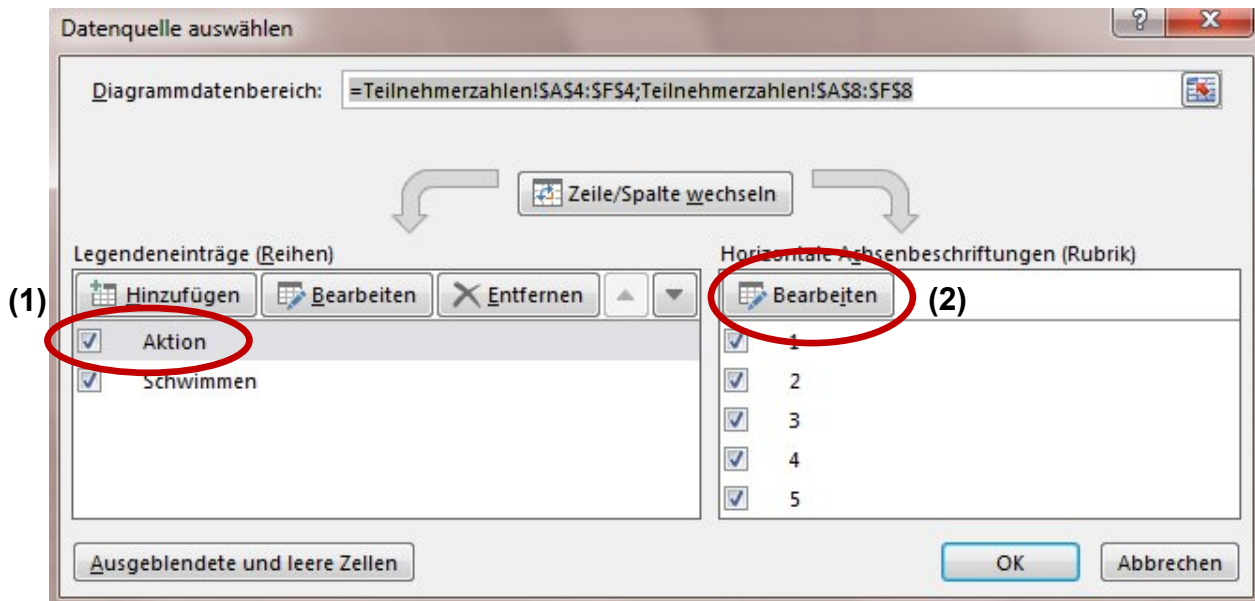 Datenquelle auswählen
?
X
Diagrammdatenbereich: =Teilnehmerzahlen!$A$4:$F$4;Teilnehmerzahlen!$A$8:$F$8
Zeile/Spalte wechseln
Legendeneinträge (Reihen)
Horizontale Achsenbeschriftungen (Rubrik)
(1)
Hinzufügen
Bearbeiten
Entfernen
Bearbeiten
(2)
Aktion
Schwimmen
1
2
3
4
5
Ausgeblendete und leere Zellen
OK
Abbrechen